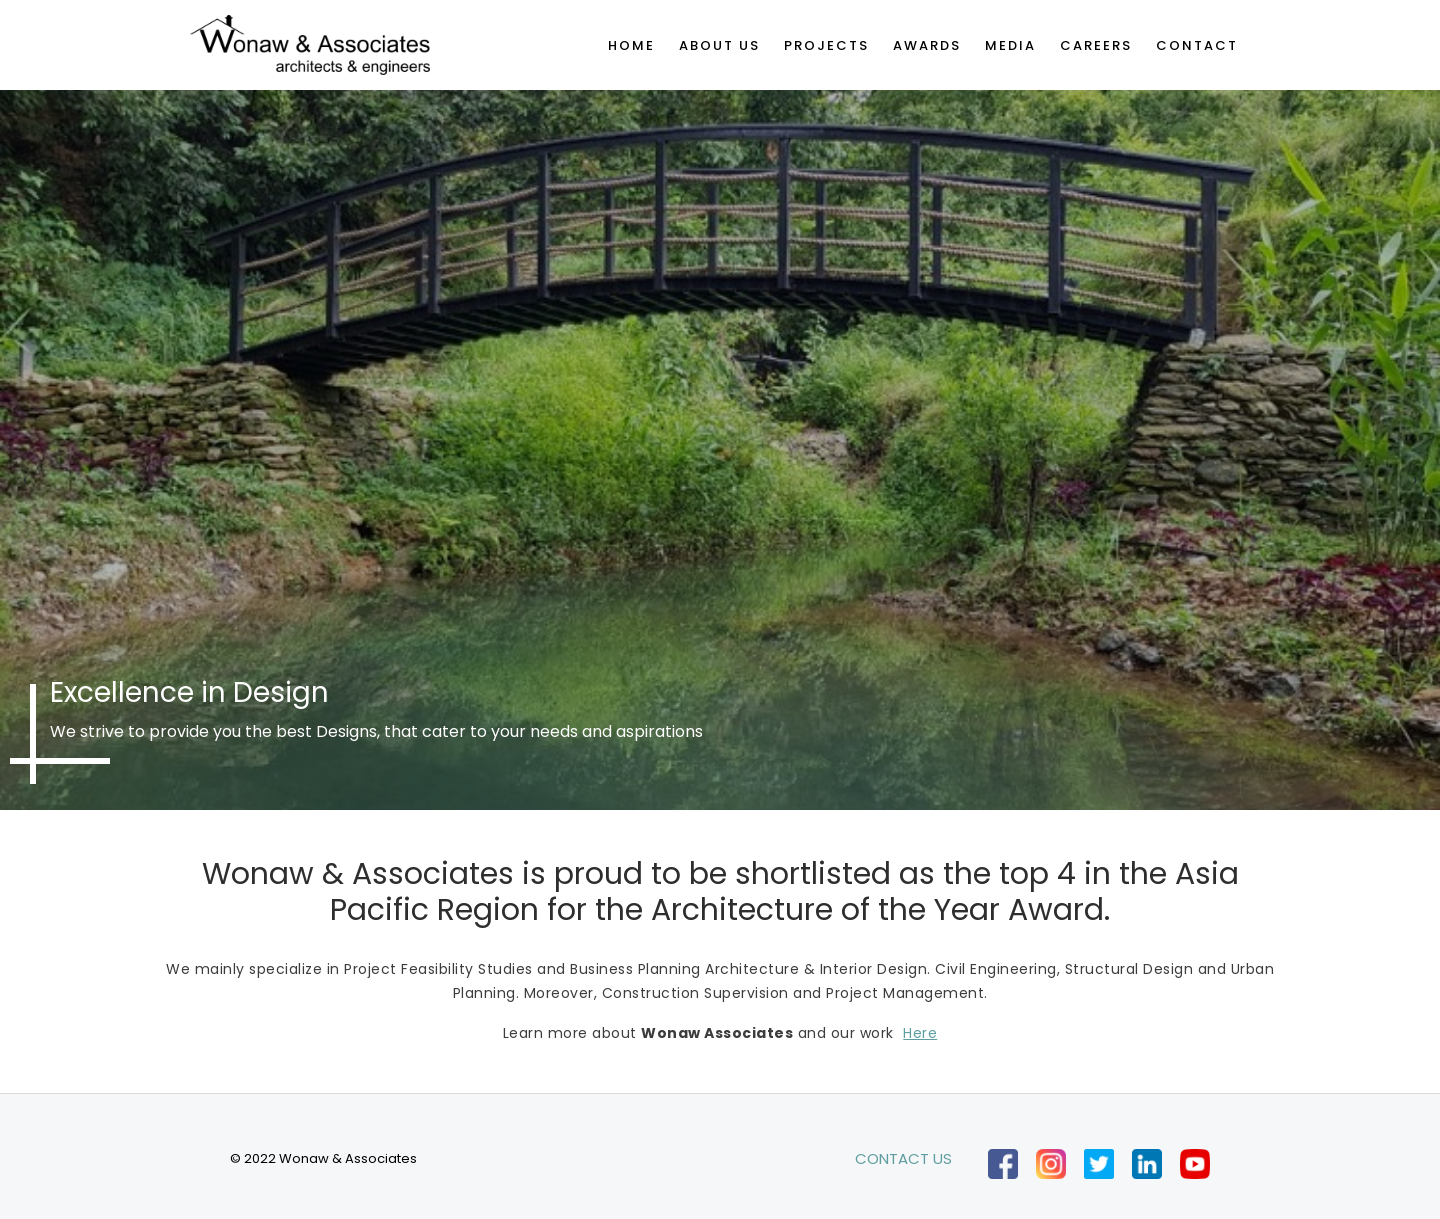 Wonaw & Associates
architects & engineers
HOME ABOUT US PROJECTS AWARDS MEDIA CAREERS CONTACT
Excellence in Design
We strive to provide you the best Designs, that cater to your needs and aspirations
Wonaw & Associates is proud to be shortlisted as the top 4 in the Asia
Pacific Region for the Architecture of the Year Award.
We mainly specialize in Project Feasibility Studies and Business Planning Architecture & Interior Design. Civil Engineering, Structural Design and Urban
Planning. Moreover, Construction Supervision and Project Management.
Learn more about Wonaw Associates and our work Here
© 2022 Wonaw & Associates
CONTACT US